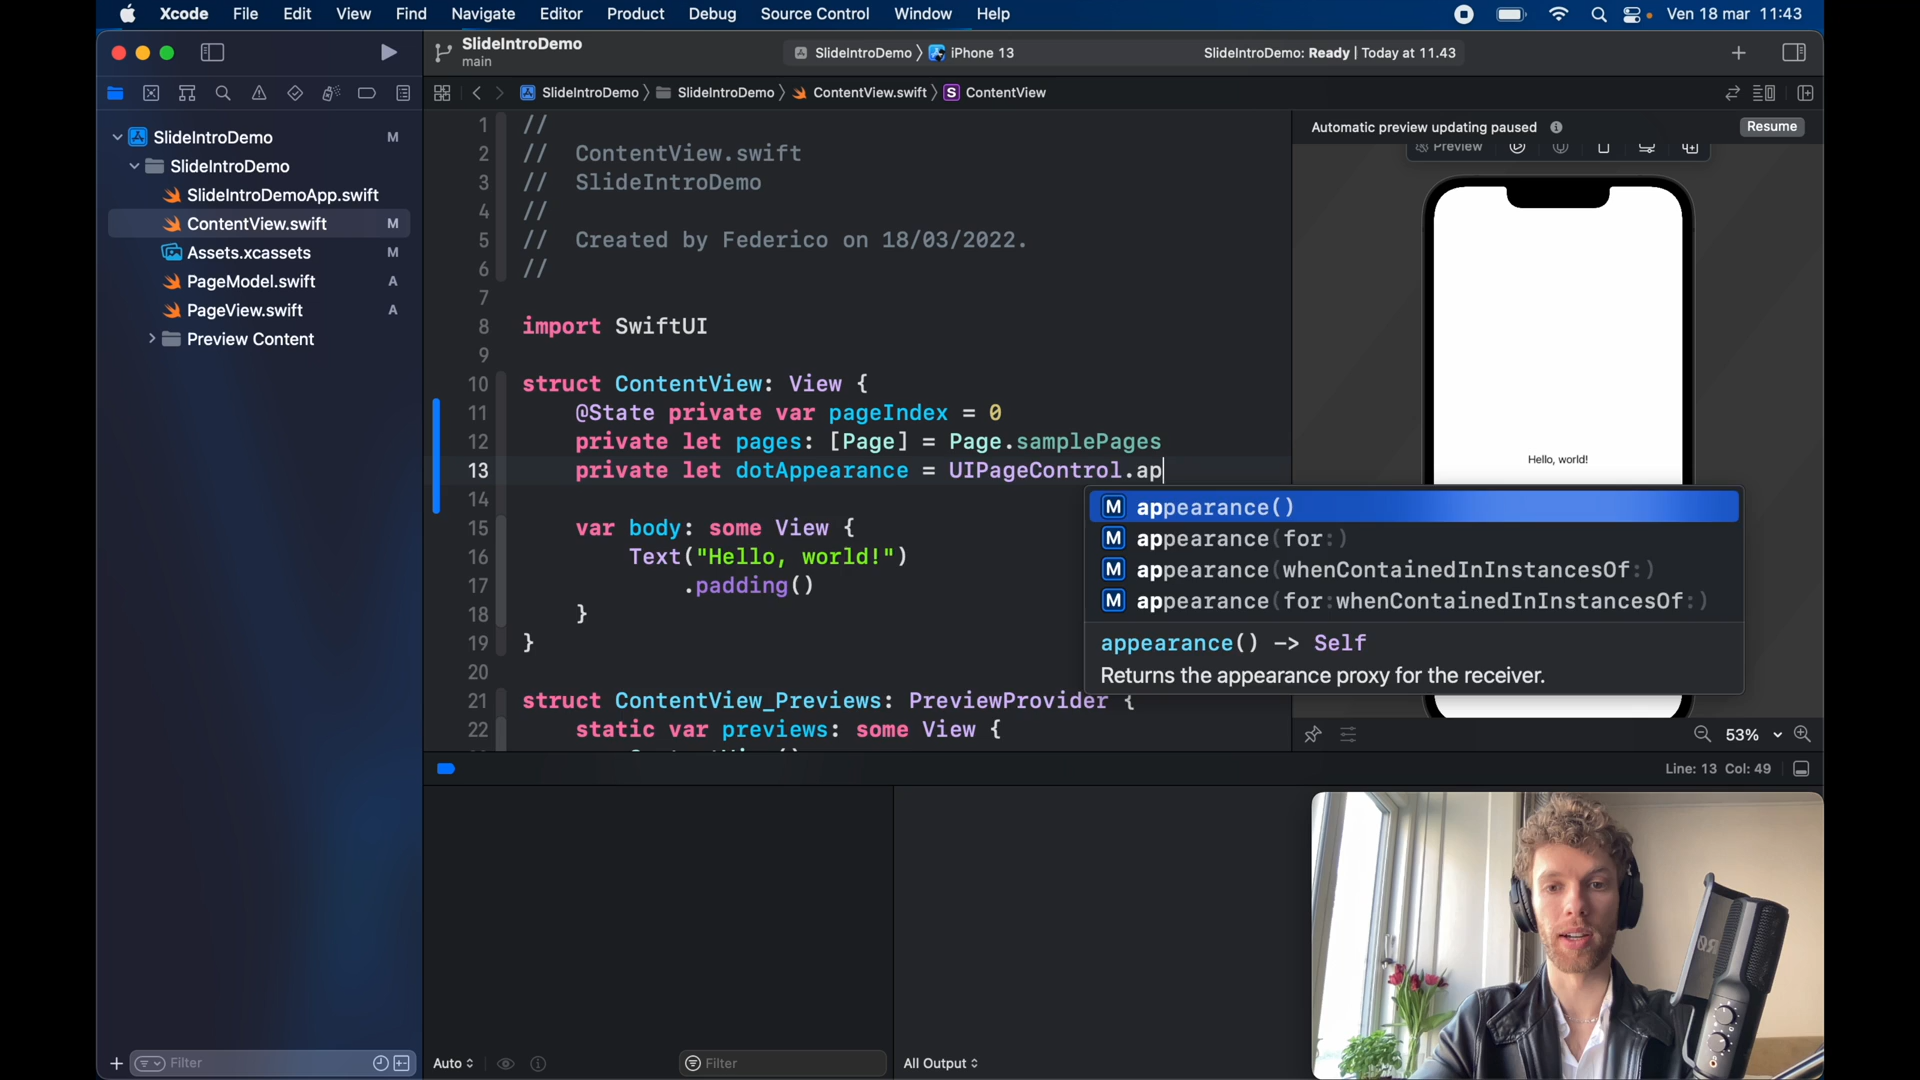 Xcode File Edit View Find Navigate Editor Product Debug Source Control Window Help Ven 18 mar 11:43
SlideIntroDemo
main
SlideIntroDemo iPhone 13 SlideIntroDemo: Ready | Today at 11.43
SlideIntroDemo SlideIntroDemo ContentView.swift S ContentView
SlideIntroDemo M
SlideIntroDemo
SlideIntroDemoApp.swift
ContentView.swift M
Assets.xcassets M
PageModel.swift A
PageView.swift A
Preview Content
Filter
1 //
2 // ContentView.swift
3 // SlideIntroDemo
4 //
5 // Created by Federico on 18/03/2022.
6 //
7
8 import SwiftUI
9
10 struct ContentView: View {
11 @State private var pageIndex = 0
12 private let pages: [Page] = Page.samplePages
13 private let dotAppearance = UIPageControl.ap
14
15 var body: some View {
16 Text("Hello, world!")
17 .padding()
18 }
19 }
20
21 struct ContentView_Previews: PreviewProvider {
22 static var previews: some View {
M appearance()
M appearance(for:)
M appearance(whenContainedInInstancesOf:)
M appearance(for:whenContainedInInstancesOf:)
appearance() -> Self
Returns the appearance proxy for the receiver.
Automatic preview updating paused Resume
Preview
Hello, world!
53%
Line: 13 Col: 49
Auto Filter All Output